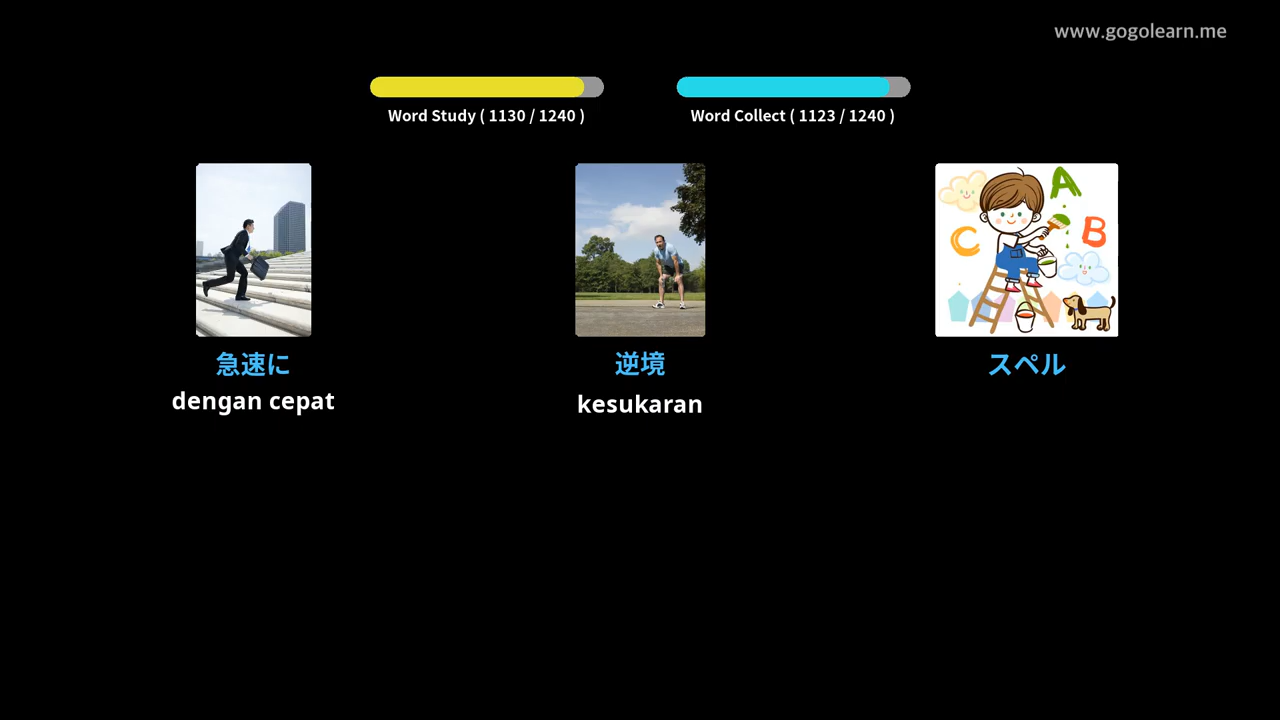 www.gogolearn.me
Word Study ( 1130 / 1240 )
Word Collect ( 1123 / 1240 )
急速に
dengan cepat
逆境
kesukaran
スペル
A
B
C